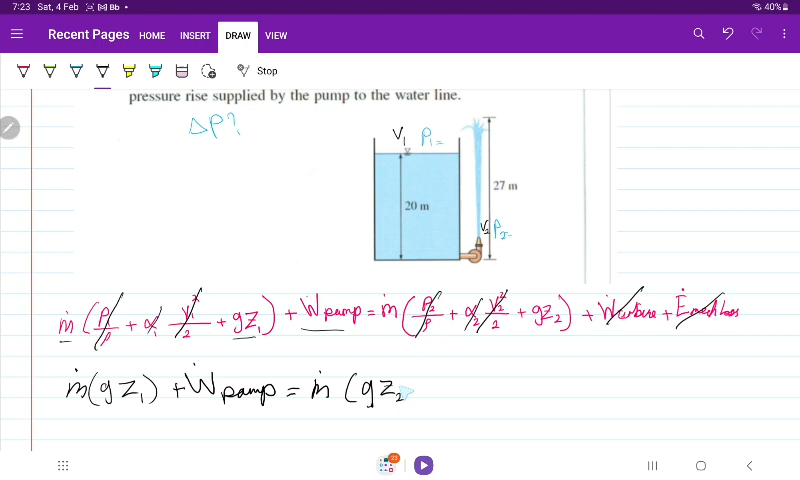 7:23 Sat, 4 Feb 40%
Recent Pages HOME INSERT DRAW VIEW
Stop
pressure rise supplied by the pump to the water line.
ΔP?
V₁ P₁=
27 m
20 m
V₂ P₂=
ṁ(P₁/ρ + α₁ V₁²/2 + gz₁) + Ẇpump = ṁ(P₂/ρ + α₂ V₂²/2 + gz₂) + Ẇturbine + Ėmech loss
ṁ(gz₁) + Ẇpump = ṁ (gz₂
23